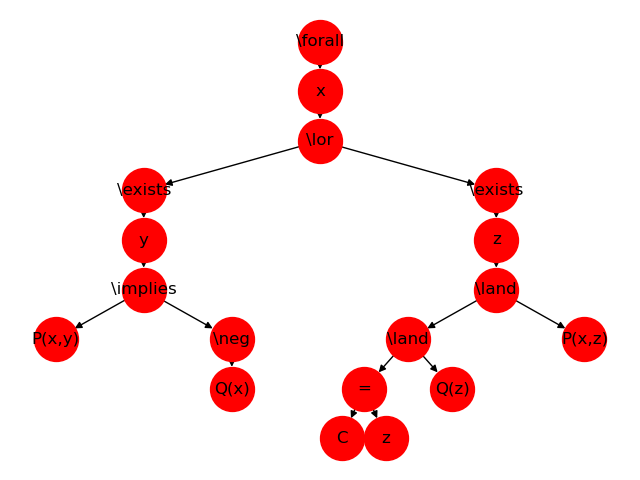 \forall
x
\lor
\exists \exists
y z
\implies \land
P(x,y) \neg \land P(x,z)
Q(x) = Q(z)
C z